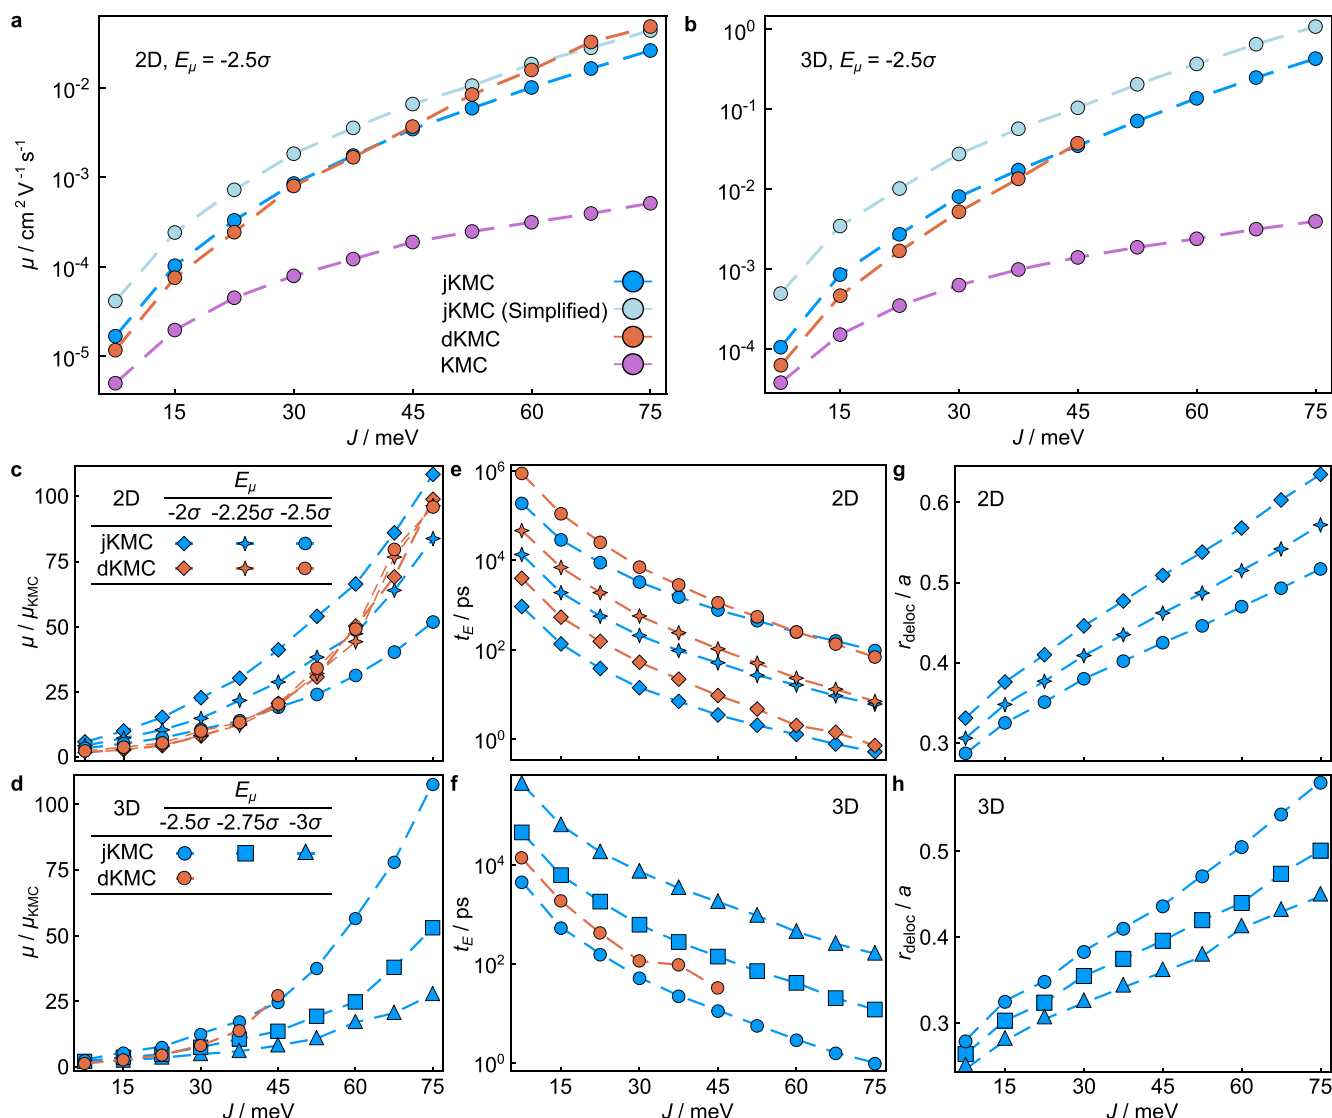 a
2D, Eμ = -2.5σ
μ / cm² V⁻¹ s⁻¹
10⁻²
10⁻³
10⁻⁴
10⁻⁵
jKMC
jKMC (Simplified)
dKMC
KMC
15 30 45 60 75
J / meV
b
3D, Eμ = -2.5σ
10⁰
10⁻¹
10⁻²
10⁻³
10⁻⁴
15 30 45 60 75
J / meV
c
2D
Eμ
-2σ -2.25σ -2.5σ
jKMC
dKMC
μ / μKMC
100
75
50
25
0
d
3D
Eμ
-2.5σ -2.75σ -3σ
jKMC
dKMC
μ / μKMC
100
75
50
25
0
15 30 45 60 75
J / meV
e
2D
tE / ps
10⁶
10⁴
10²
10⁰
f
3D
tE / ps
10⁴
10²
10⁰
15 30 45 60 75
J / meV
g
2D
rdeloc / a
0.6
0.5
0.4
0.3
h
3D
rdeloc / a
0.5
0.4
0.3
15 30 45 60 75
J / meV